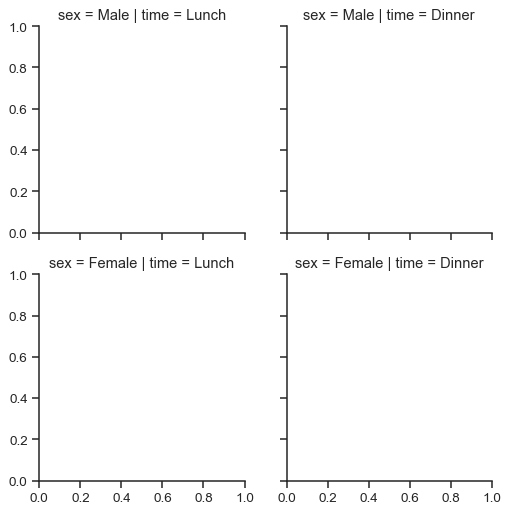 sex = Male | time = Lunch
sex = Male | time = Dinner
1.0
0.8
0.6
0.4
0.2
0.0
sex = Female | time = Lunch
sex = Female | time = Dinner
1.0
0.8
0.6
0.4
0.2
0.0
0.0 0.2 0.4 0.6 0.8 1.0
0.0 0.2 0.4 0.6 0.8 1.0